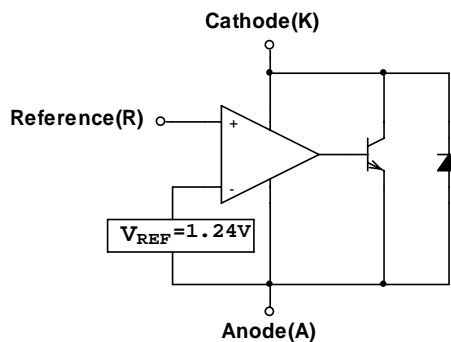 Cathode(K)
Reference(R)
+
-
VREF=1.24V
Anode(A)